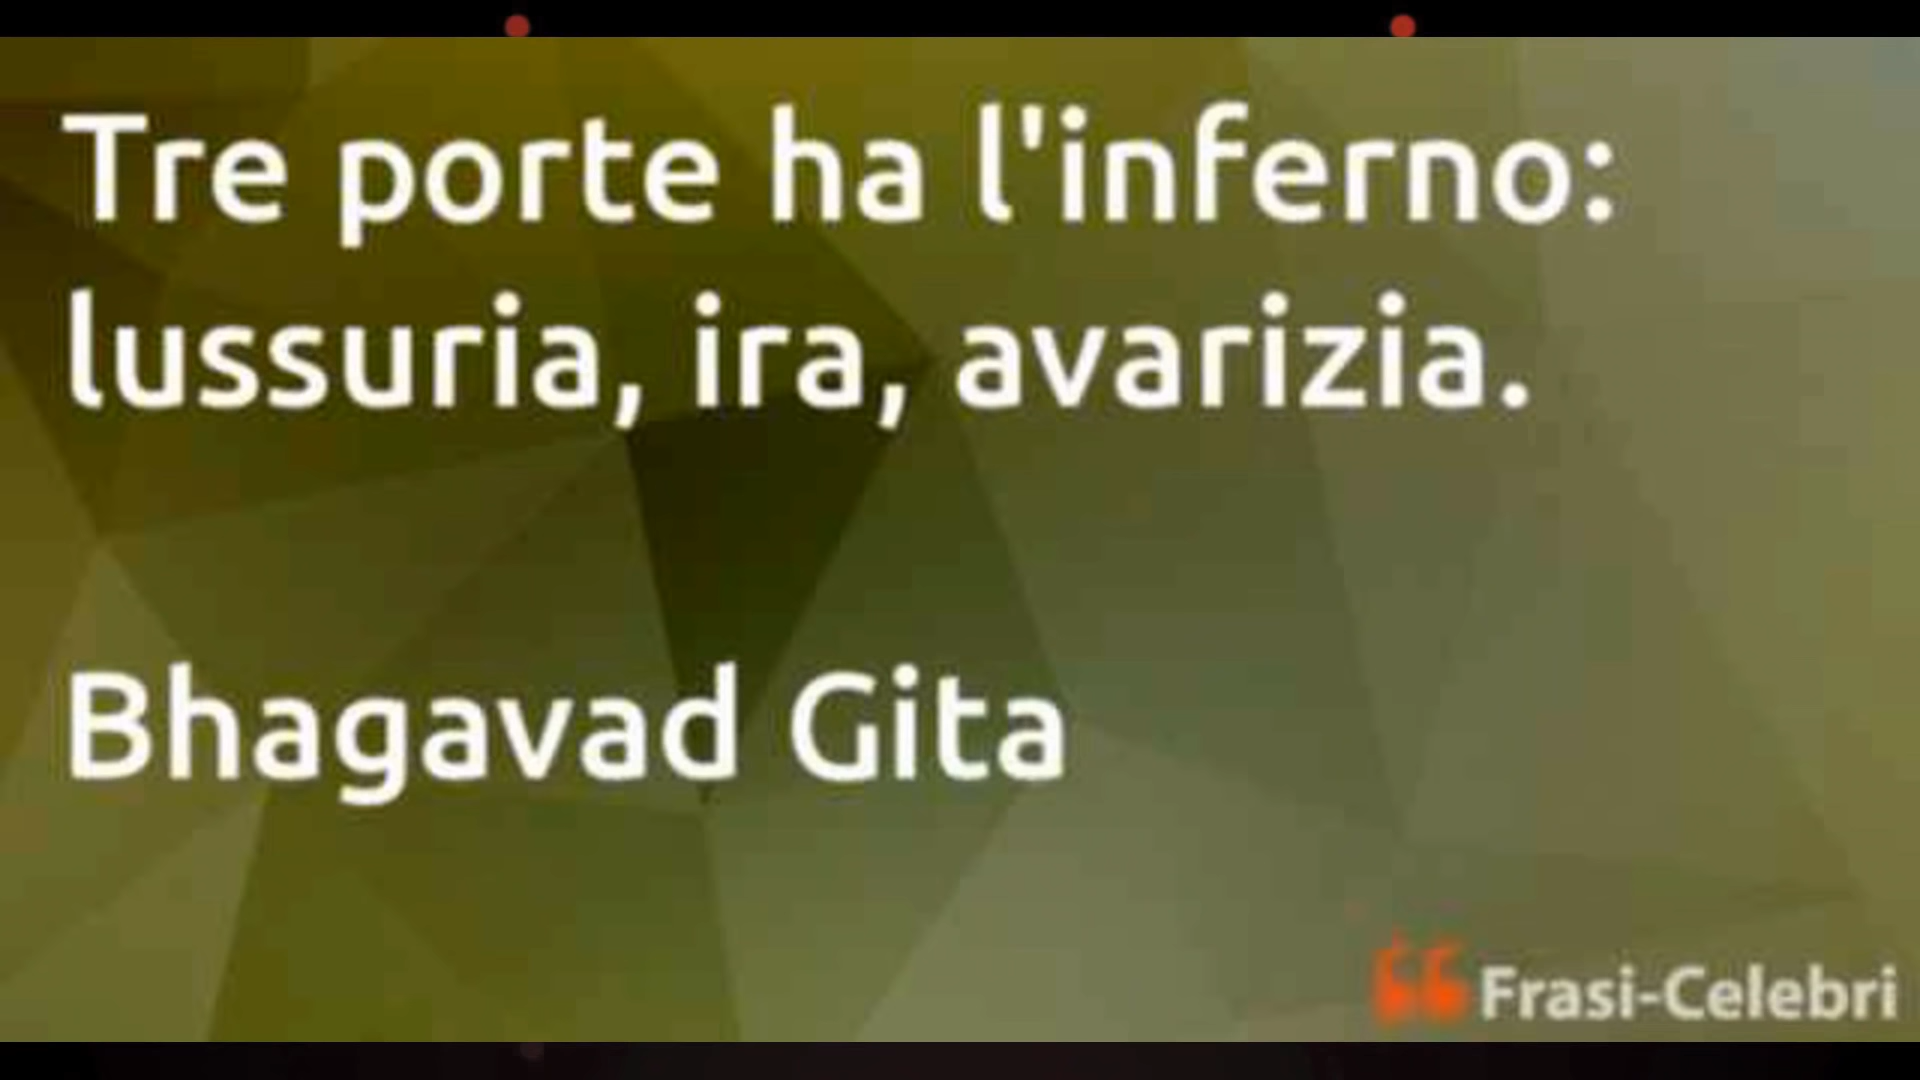 Tre porte ha l'inferno:
lussuria, ira, avarizia.
Bhagavad Gita
Frasi-Celebri